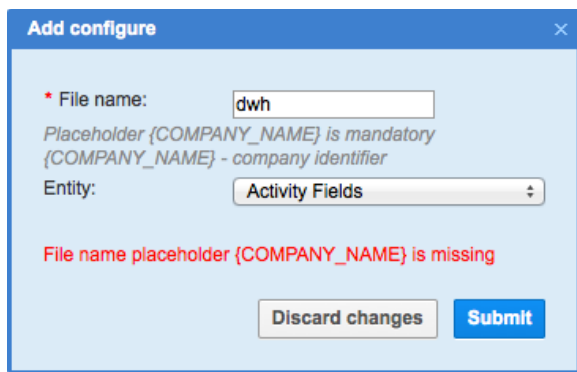 Add configure ×
* File name: dwh
Placeholder {COMPANY_NAME} is mandatory
{COMPANY_NAME} - company identifier
Entity: Activity Fields
File name placeholder {COMPANY_NAME} is missing
Discard changes Submit